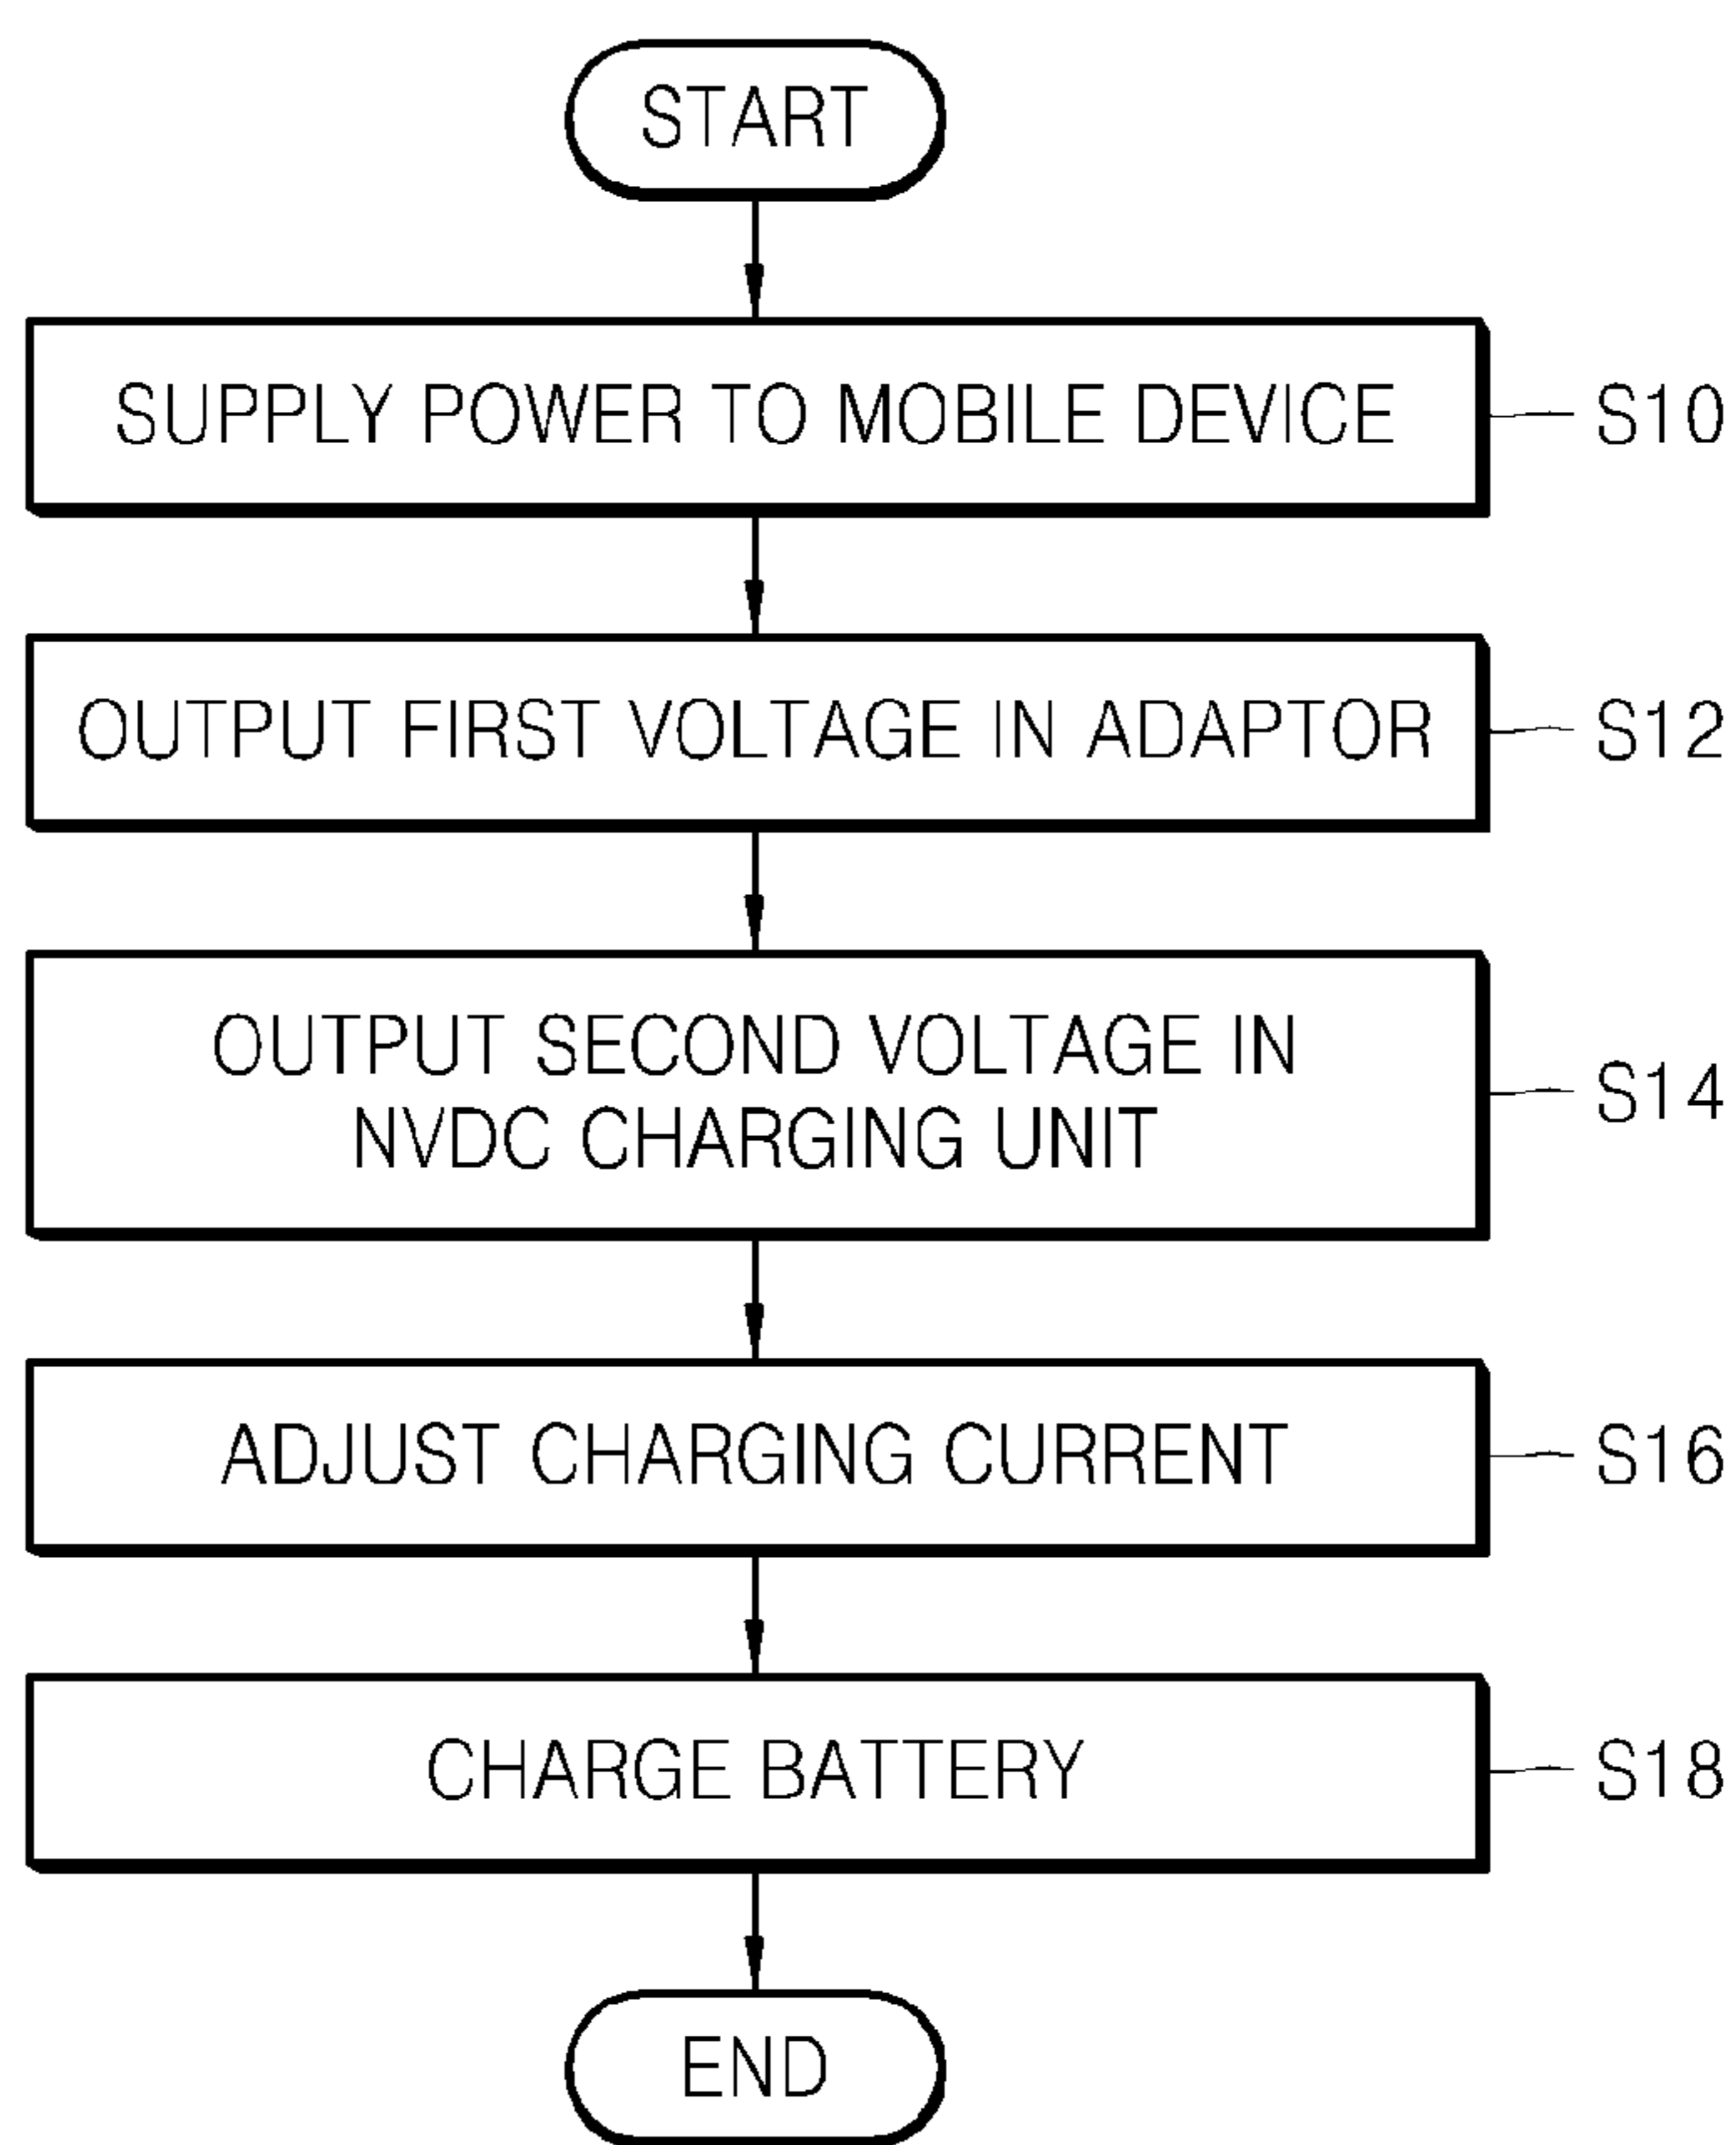 START
SUPPLY POWER TO MOBILE DEVICE
S10
OUTPUT FIRST VOLTAGE IN ADAPTOR
S12
OUTPUT SECOND VOLTAGE IN
NVDC CHARGING UNIT
S14
ADJUST CHARGING CURRENT
S16
CHARGE BATTERY
S18
END